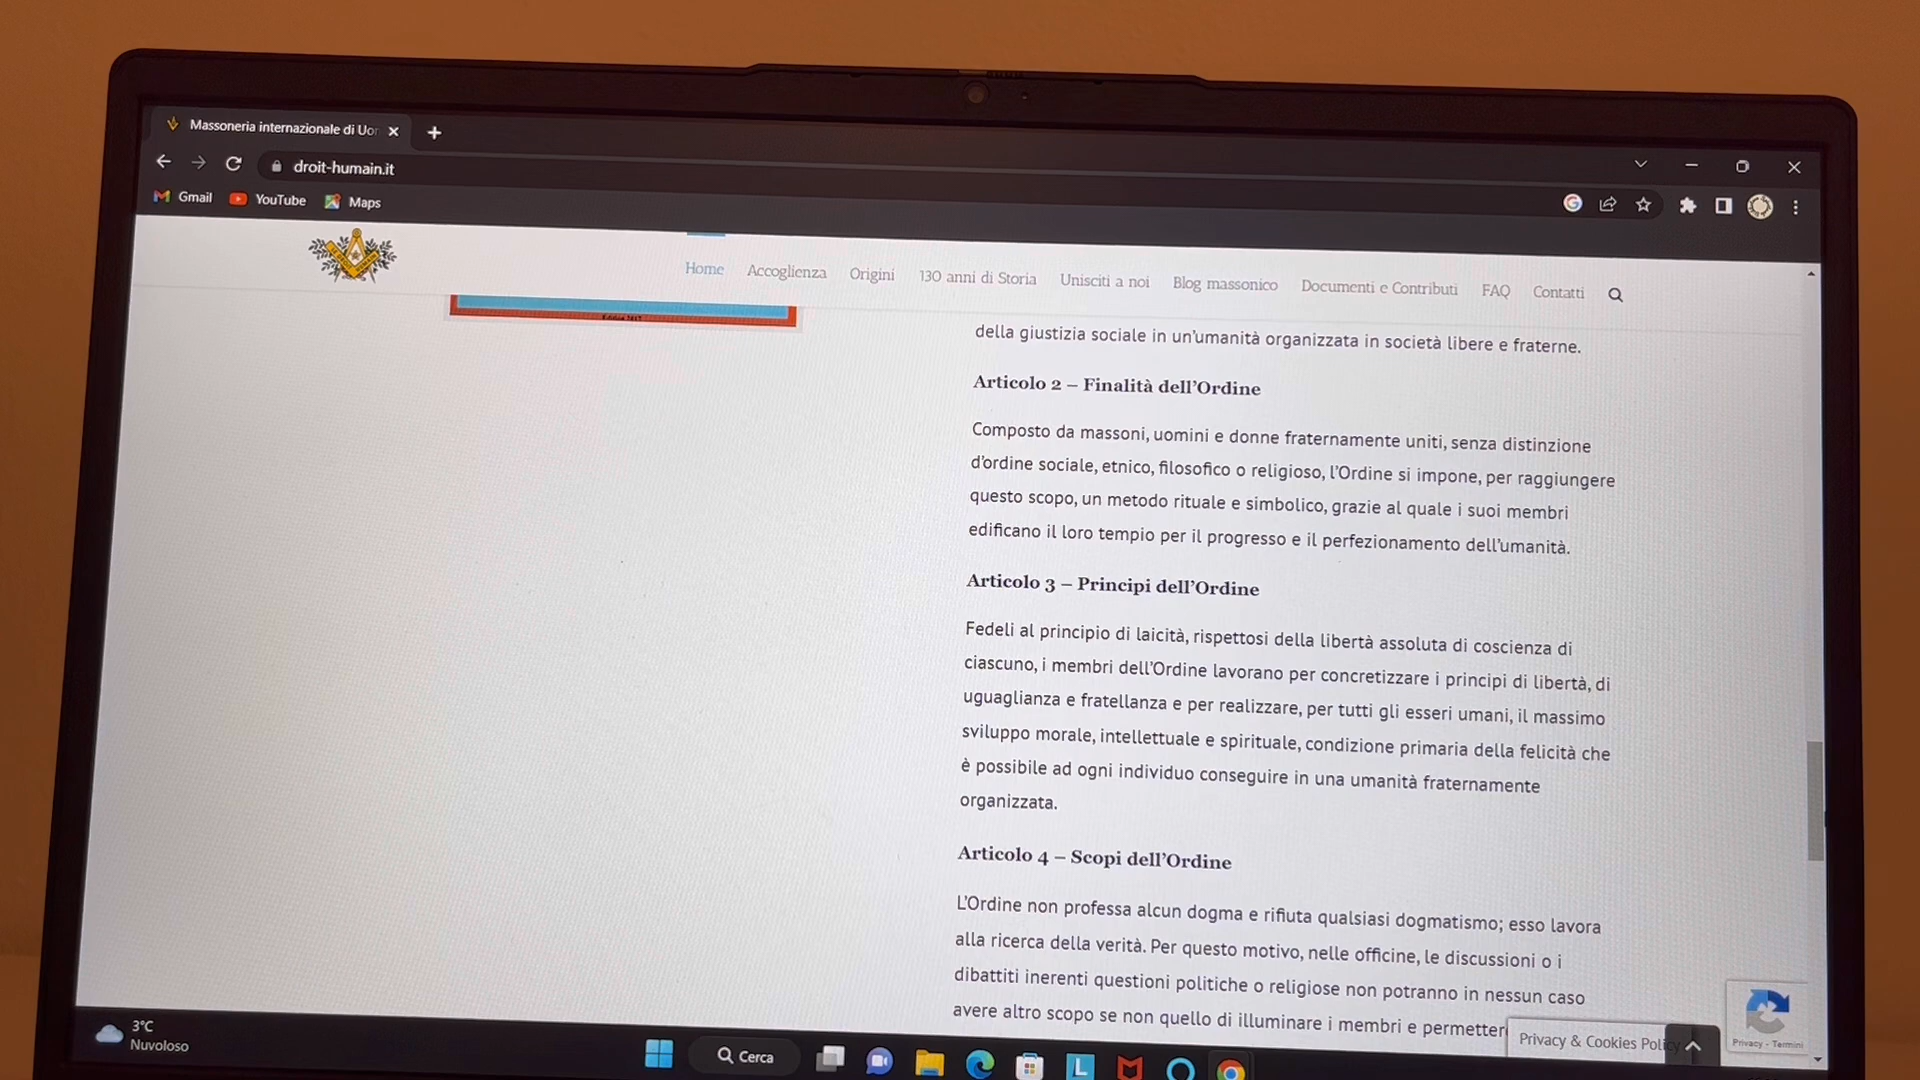 Massoneria internazionale di Uor
droit-humain.it
Gmail YouTube Maps
Home Accoglienza Origini 130 anni di Storia Unisciti a noi Blog massonico Documenti e Contributi FAQ Contatti
della giustizia sociale in un'umanità organizzata in società libere e fraterne.
Articolo 2 – Finalità dell'Ordine
Composto da massoni, uomini e donne fraternamente uniti, senza distinzione
d'ordine sociale, etnico, filosofico o religioso, l'Ordine si impone, per raggiungere
questo scopo, un metodo rituale e simbolico, grazie al quale i suoi membri
edificano il loro tempio per il progresso e il perfezionamento dell'umanità.
Articolo 3 – Principi dell'Ordine
Fedeli al principio di laicità, rispettosi della libertà assoluta di coscienza di
ciascuno, i membri dell'Ordine lavorano per concretizzare i principi di libertà, di
uguaglianza e fratellanza e per realizzare, per tutti gli esseri umani, il massimo
sviluppo morale, intellettuale e spirituale, condizione primaria della felicità che
è possibile ad ogni individuo conseguire in una umanità fraternamente
organizzata.
Articolo 4 – Scopi dell'Ordine
L'Ordine non professa alcun dogma e rifiuta qualsiasi dogmatismo; esso lavora
alla ricerca della verità. Per questo motivo, nelle officine, le discussioni o i
dibattiti inerenti questioni politiche o religiose non potranno in nessun caso
avere altro scopo se non quello di illuminare i membri e permetter
Privacy & Cookies Policy
Privacy - Termini
3°C
Nuvoloso
Cerca